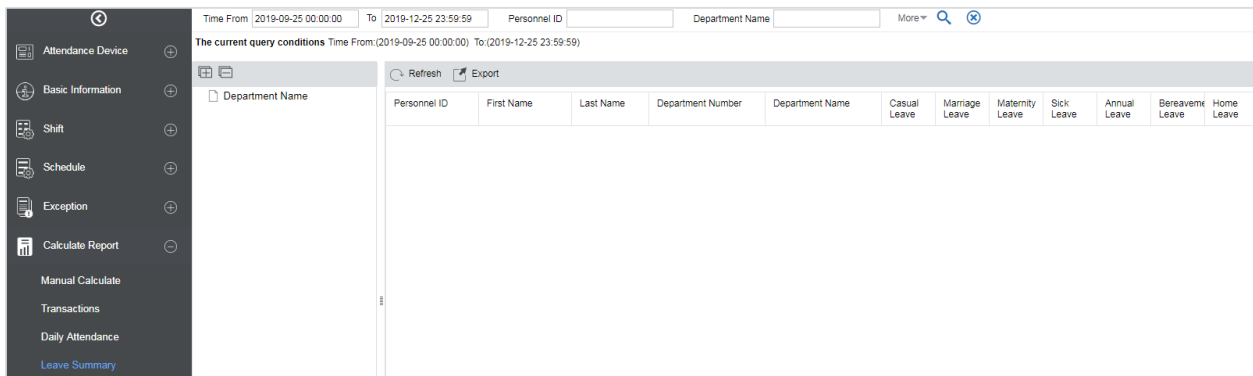 Time From 2019-09-25 00:00:00 To 2019-12-25 23:59:59 Personnel ID Department Name More
The current query conditions Time From:(2019-09-25 00:00:00) To:(2019-12-25 23:59:59)
Attendance Device
Basic Information
Shift
Schedule
Exception
Calculate Report
Manual Calculate
Transactions
Daily Attendance
Leave Summary
Department Name
Refresh Export
Personnel ID First Name Last Name Department Number Department Name Casual Leave Marriage Leave Maternity Leave Sick Leave Annual Leave Bereaveme Leave Home Leave